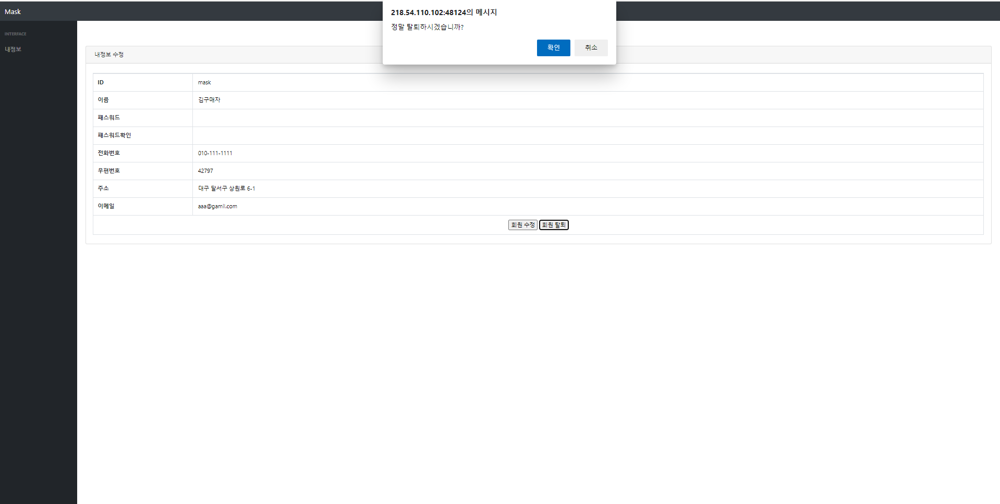 Mask
218.54.110.102:48124의 메시지
정말 탈퇴하시겠습니까?
확인 취소
INTERFACE
내정보
내정보 수정
ID mask
이름 김구매자
패스워드
패스워드확인
전화번호 010-111-1111
우편번호 42797
주소 대구 달서구 상원로 6-1
이메일 aaa@gamil.com
회원 수정 회원 탈퇴